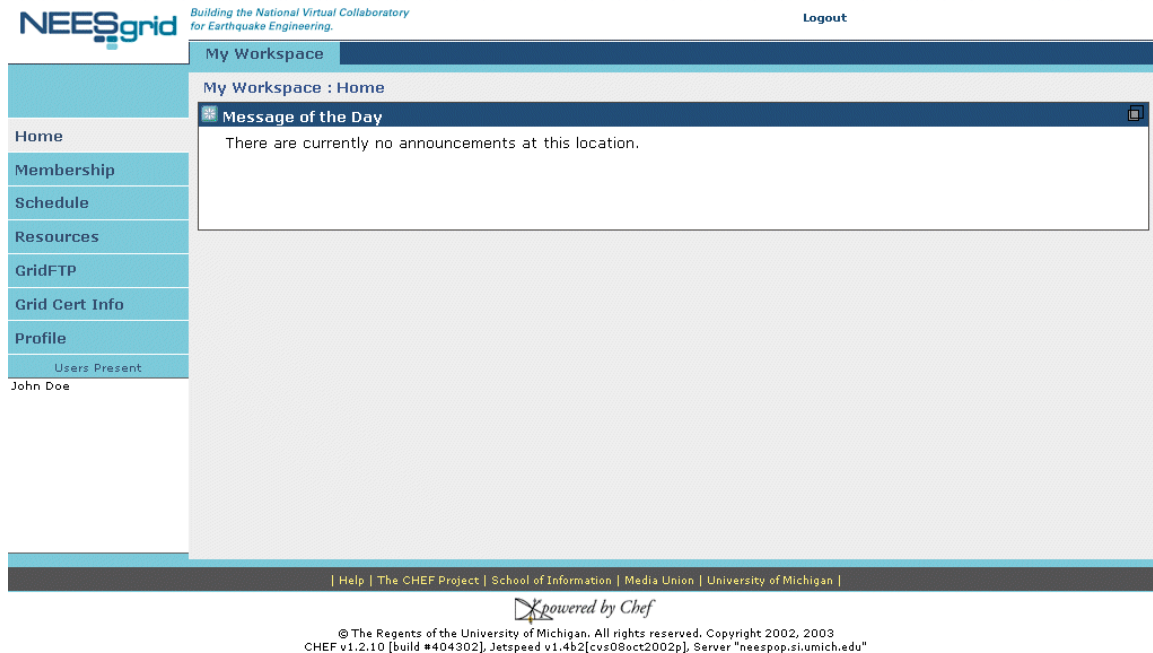 NEESgrid
Building the National Virtual Collaboratory
for Earthquake Engineering.
Logout
My Workspace
My Workspace : Home
Message of the Day
There are currently no announcements at this location.
Home
Membership
Schedule
Resources
GridFTP
Grid Cert Info
Profile
Users Present
John Doe
| Help | The CHEF Project | School of Information | Media Union | University of Michigan |
powered by Chef
© The Regents of the University of Michigan. All rights reserved. Copyright 2002, 2003
CHEF v1.2.10 [build #404302], Jetspeed v1.4b2[cvs08oct2002p], Server "neespop.si.umich.edu"